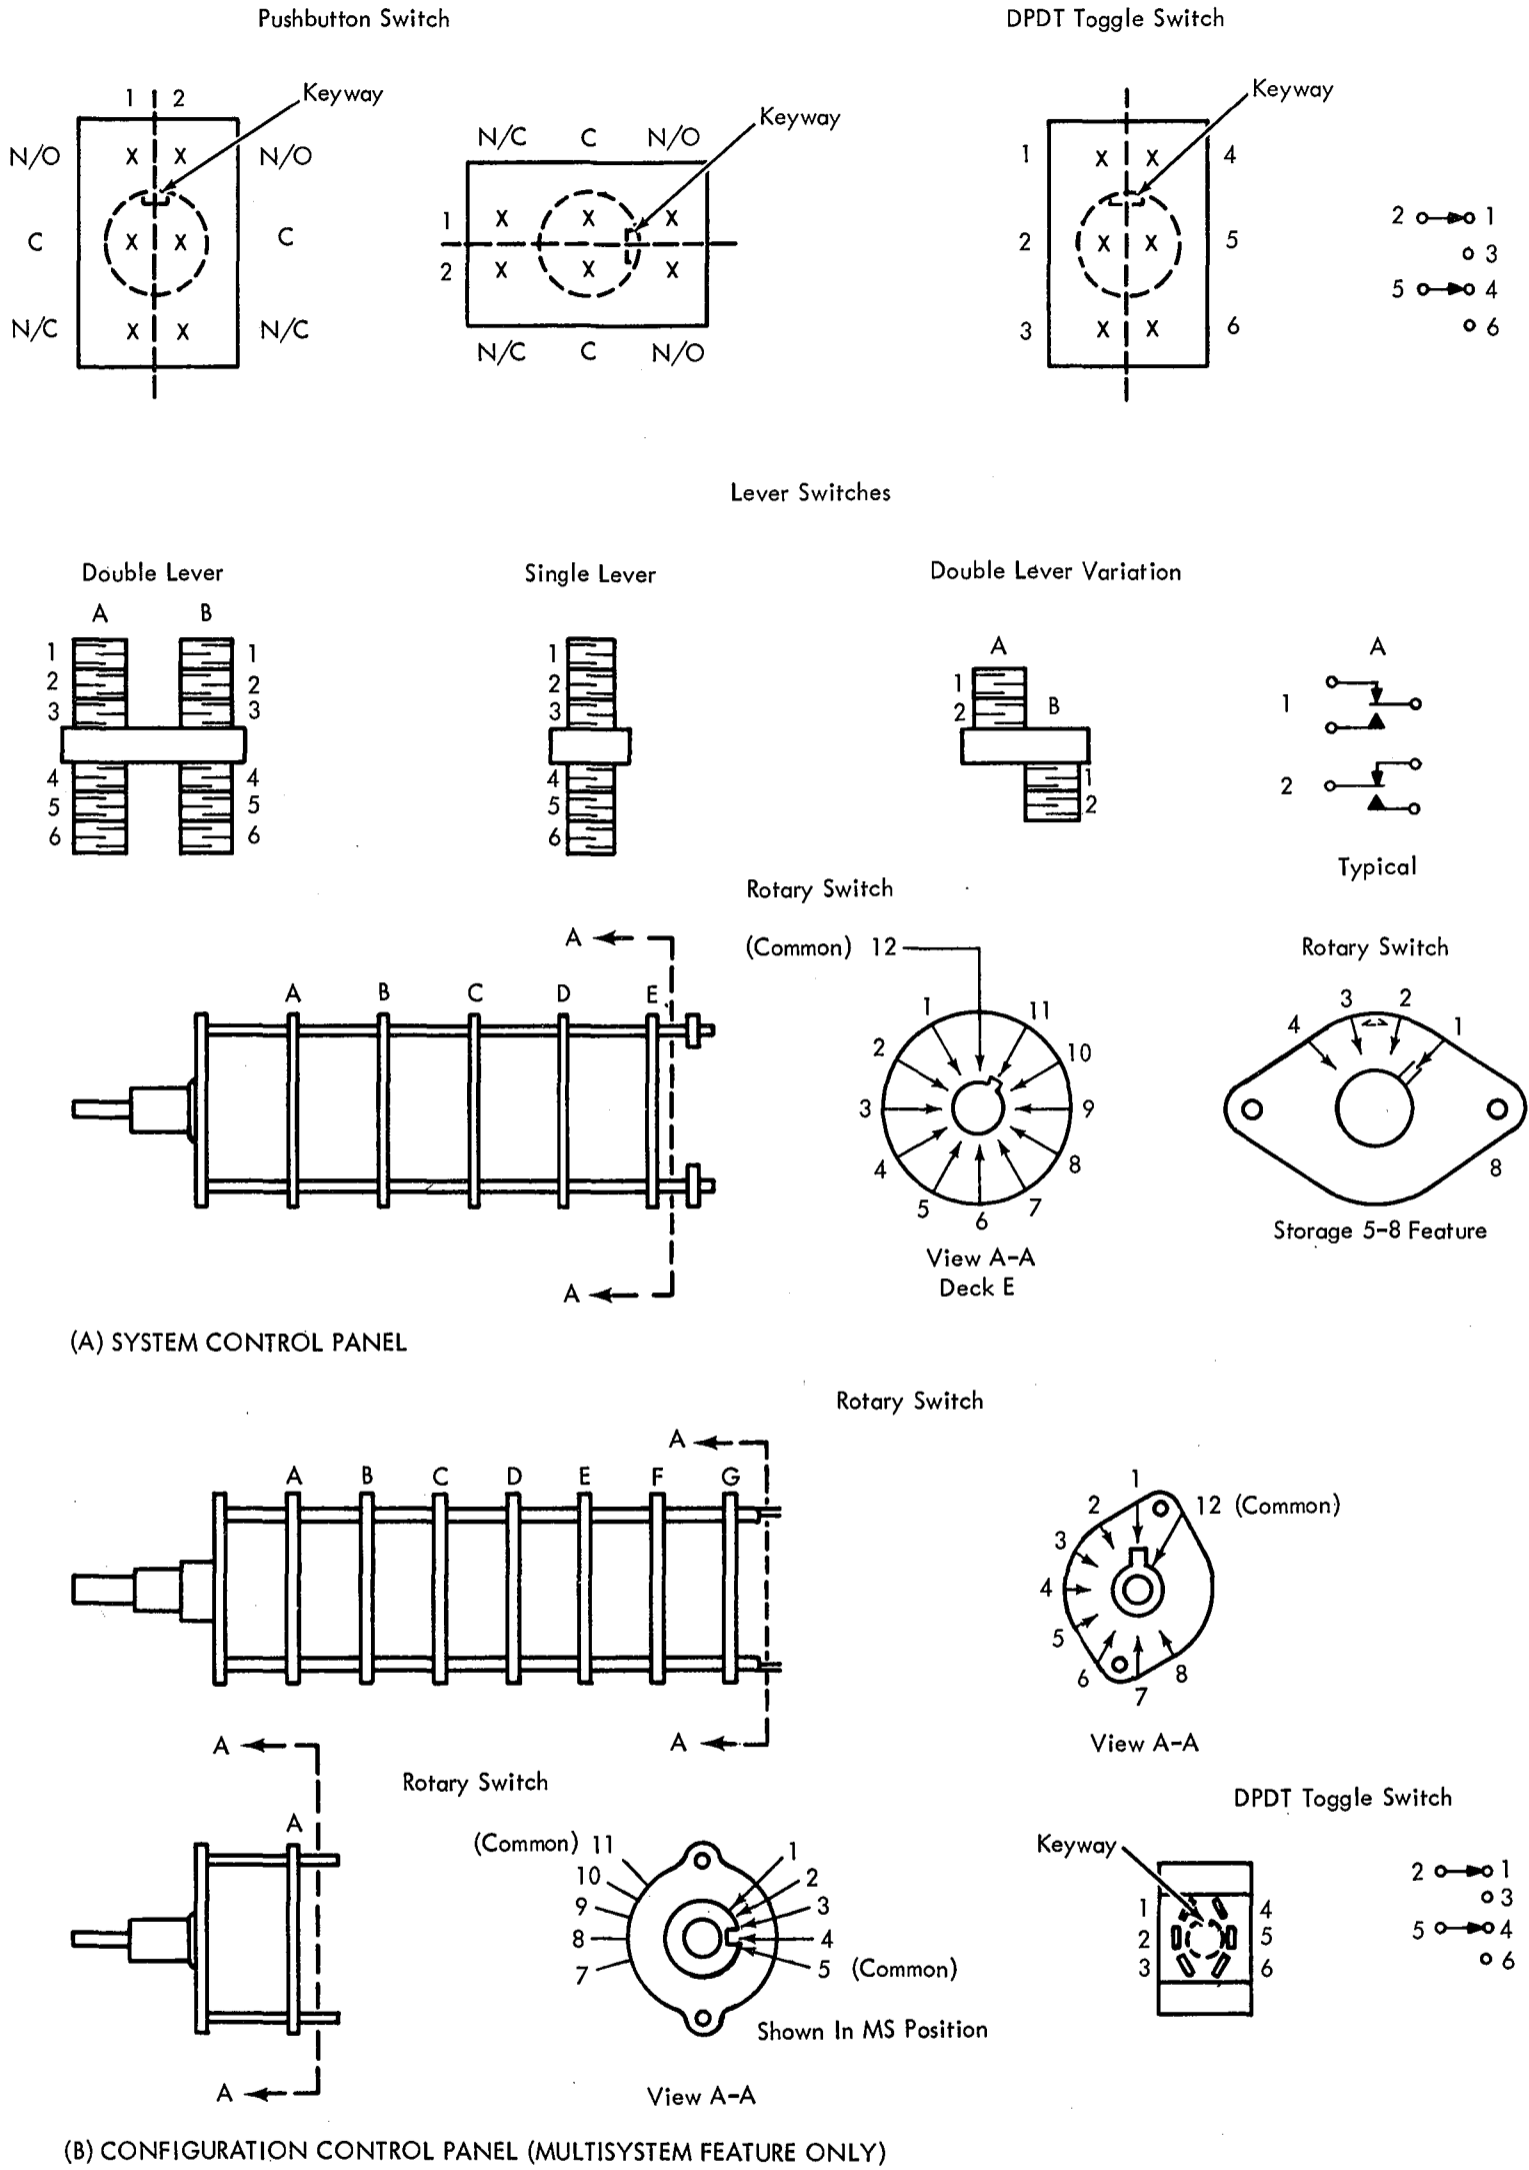 Pushbutton Switch
DPDT Toggle Switch
1 2
Keyway
N/O N/O
C C
N/C N/C
N/C C N/O
Keyway
1
2
N/C C N/O
Keyway
1 4
2 5
3 6
2 1
3
5 4
6
Lever Switches
Double Lever
A B
1 1
2 2
3 3
4 4
5 5
6 6
Single Lever
1
2
3
4
5
6
Double Lever Variation
A
1
2
B
1
2
A
1
2
Typical
Rotary Switch
A
A B C D E
A
(Common) 12
1 11
2 10
3 9
4 8
5 7
6
View A-A
Deck E
Rotary Switch
3 2
4 1
8
Storage 5-8 Feature
(A) SYSTEM CONTROL PANEL
Rotary Switch
A
A B C D E F G
A
1
2 12 (Common)
3
4
5
6 8
7
View A-A
A
A
A
Rotary Switch
(Common) 11 1
10 2
9 3
8 4
7 5 (Common)
Shown In MS Position
View A-A
DPDT Toggle Switch
Keyway
1 4
2 5
3 6
2 1
3
5 4
6
(B) CONFIGURATION CONTROL PANEL (MULTISYSTEM FEATURE ONLY)